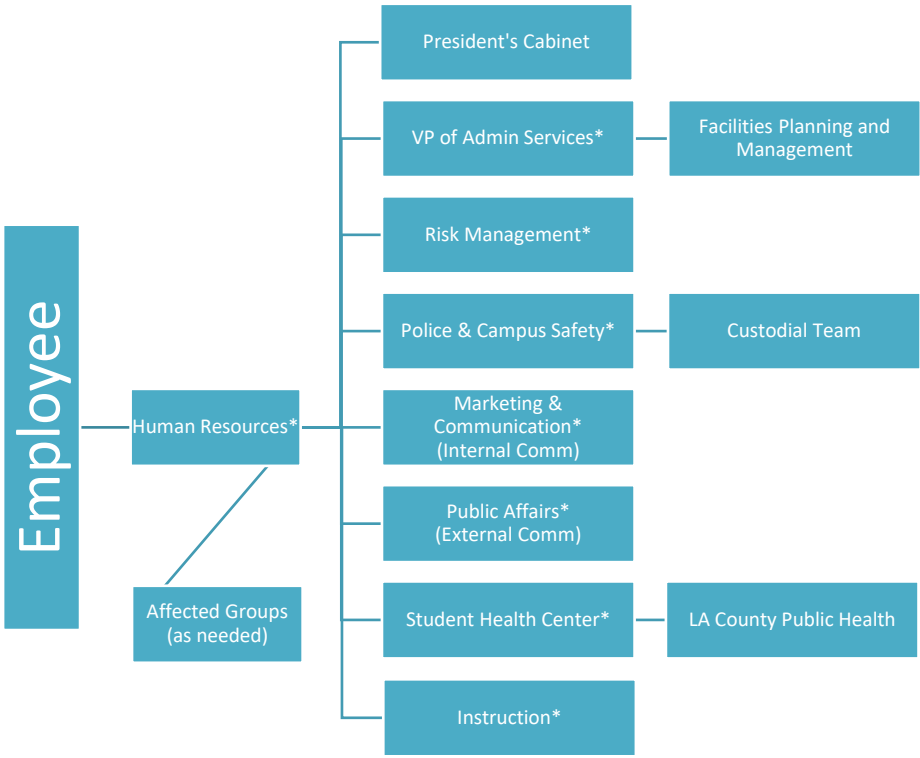 Employee
Human Resources*
Affected Groups
(as needed)
President's Cabinet
VP of Admin Services*
Facilities Planning and
Management
Risk Management*
Police & Campus Safety*
Custodial Team
Marketing &
Communication*
(Internal Comm)
Public Affairs*
(External Comm)
Student Health Center*
LA County Public Health
Instruction*